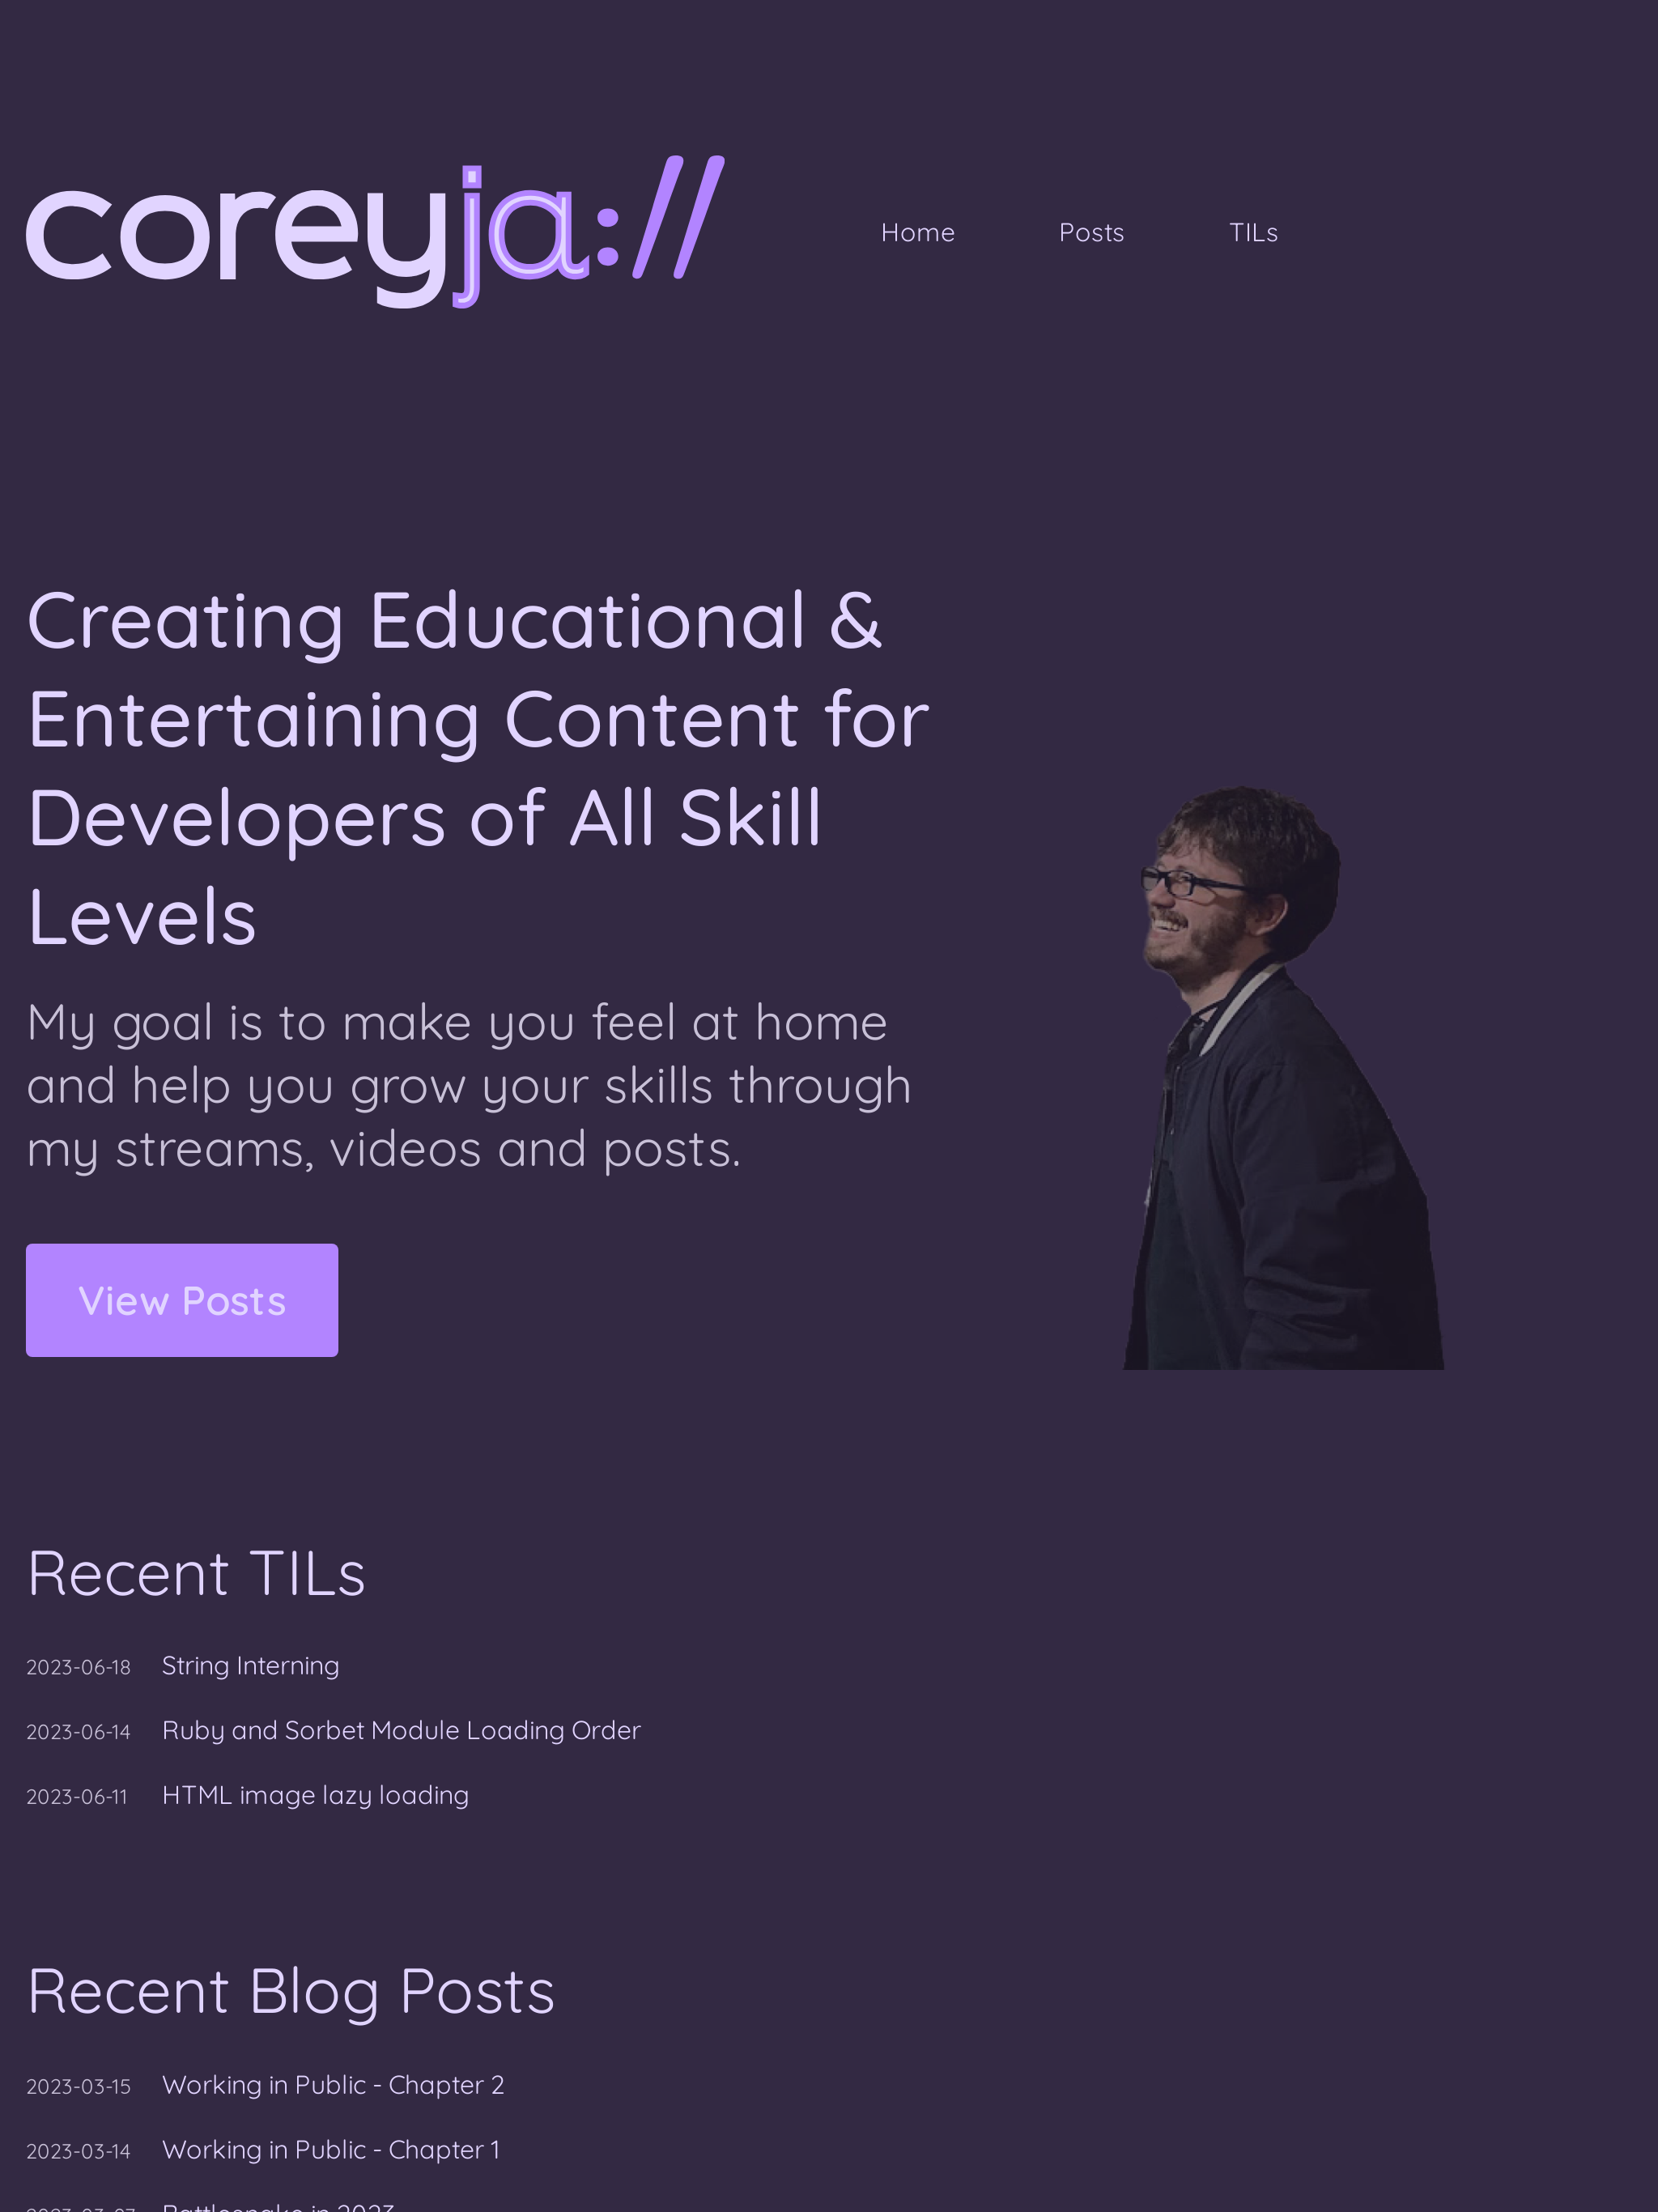 coreyja://
Home Posts TILs
Creating Educational &
Entertaining Content for
Developers of All Skill
Levels
My goal is to make you feel at home
and help you grow your skills through
my streams, videos and posts.
View Posts
Recent TILs
2023-06-18 String Interning
2023-06-14 Ruby and Sorbet Module Loading Order
2023-06-11 HTML image lazy loading
Recent Blog Posts
2023-03-15 Working in Public - Chapter 2
2023-03-14 Working in Public - Chapter 1
Battlesnake in 2023